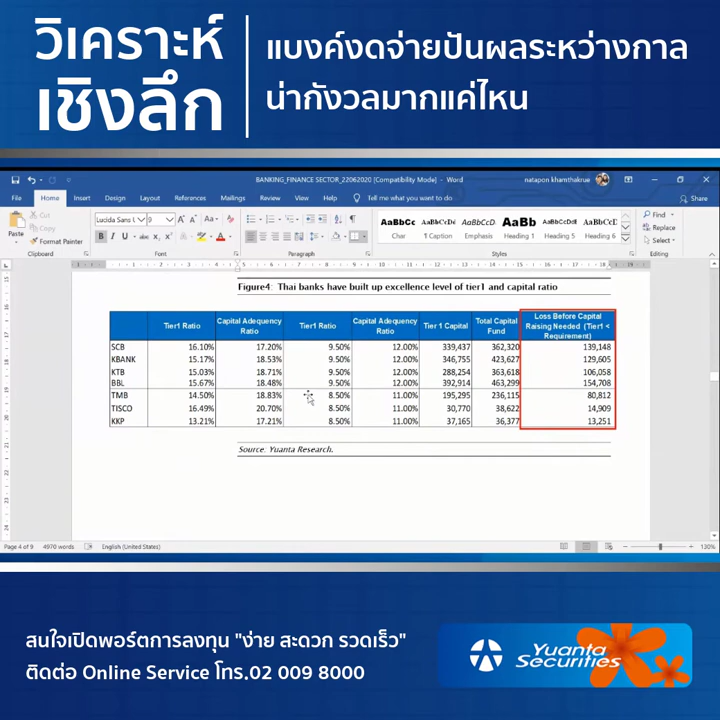 วิเคราะห์
เชิงลึก
แบงค์งดจ่ายปันผลระหว่างกาล
น่ากังวลมากแค่ไหน
BANKING_FINANCE SECTOR_22062020 [Compatibility Mode] - Word
natapon khamthakrue
File Home Insert Design Layout References Mailings Review View Help Tell me what you want to do Share
Paste
Cut
Copy
Format Painter
Lucida Sans U 9
Find
Replace
Select
Char ¶ Caption Emphasis Heading 1 Heading 5 Heading 6
Clipboard Font Paragraph Styles Editing
Figure4: Thai banks have built up excellence level of tier1 and capital ratio
Tier1 Ratio Capital Adequency Ratio Tier1 Ratio Capital Adequency Ratio Tier 1 Capital Total Capital Fund Loss Before Capital Raising Needed (Tier1 < Requirement)
SCB 16.10% 17.20% 9.50% 12.00% 339,437 362,320 139,148
KBANK 15.17% 18.53% 9.50% 12.00% 346,755 423,627 129,605
KTB 15.03% 18.71% 9.50% 12.00% 288,254 363,618 106,058
BBL 15.67% 18.48% 9.50% 12.00% 392,914 463,299 154,708
TMB 14.50% 18.83% 8.50% 11.00% 195,295 236,115 80,812
TISCO 16.49% 20.70% 8.50% 11.00% 30,770 38,622 14,909
KKP 13.21% 17.21% 8.50% 11.00% 37,165 36,377 13,251
Source: Yuanta Research.
Page 4 of 9 4970 words English (United States) 130%
สนใจเปิดพอร์ตการลงทุน "ง่าย สะดวก รวดเร็ว"
ติดต่อ Online Service โทร.02 009 8000
Yuanta
Securities